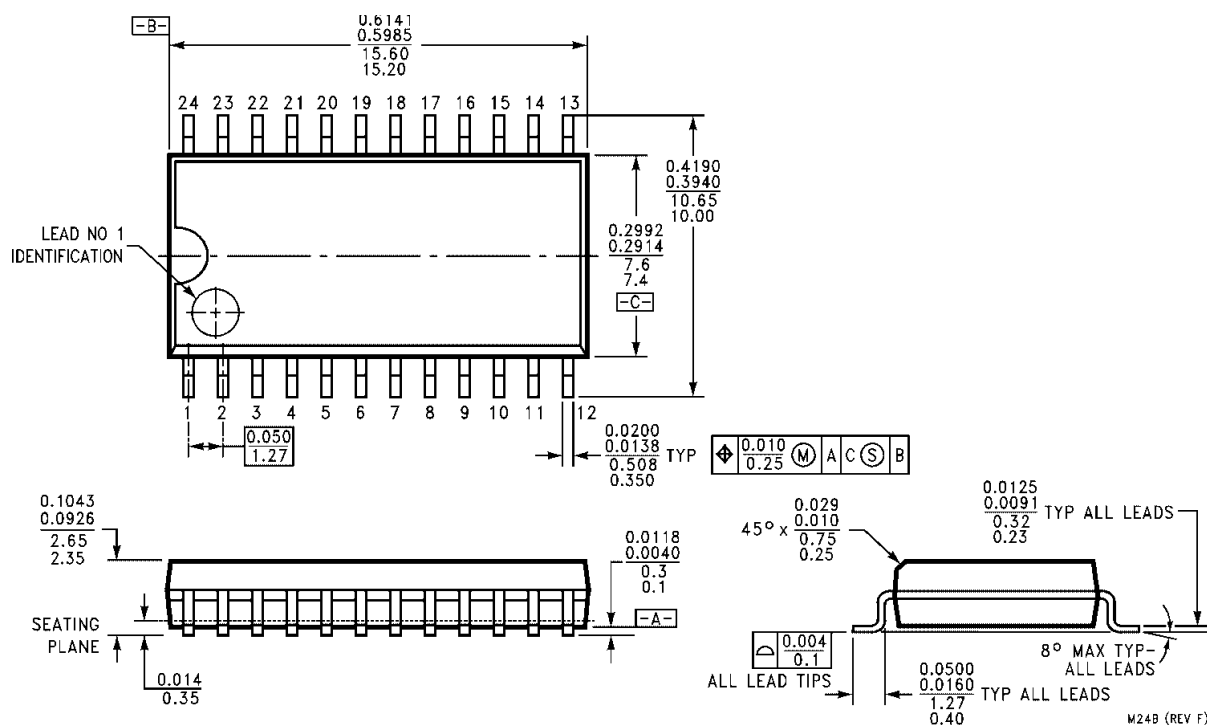 -B-
0.6141
0.5985
15.60
15.20
24 23 22 21 20 19 18 17 16 15 14 13
0.4190
0.3940
10.65
10.00
LEAD NO 1
IDENTIFICATION
0.2992
0.2914
7.6
7.4
-C-
1 2 3 4 5 6 7 8 9 10 11 12
0.050
1.27
0.0200
0.0138
0.508
0.350
TYP
0.010
0.25
M A C S B
0.1043
0.0926
2.65
2.35
SEATING
PLANE
0.014
0.35
0.0118
0.0040
0.3
0.1
-A-
45° x
0.029
0.010
0.75
0.25
0.0125
0.0091
0.32
0.23
TYP ALL LEADS
0.004
0.1
ALL LEAD TIPS
0.0500
0.0160
1.27
0.40
TYP ALL LEADS
8° MAX TYP-
ALL LEADS
M24B (REV F)